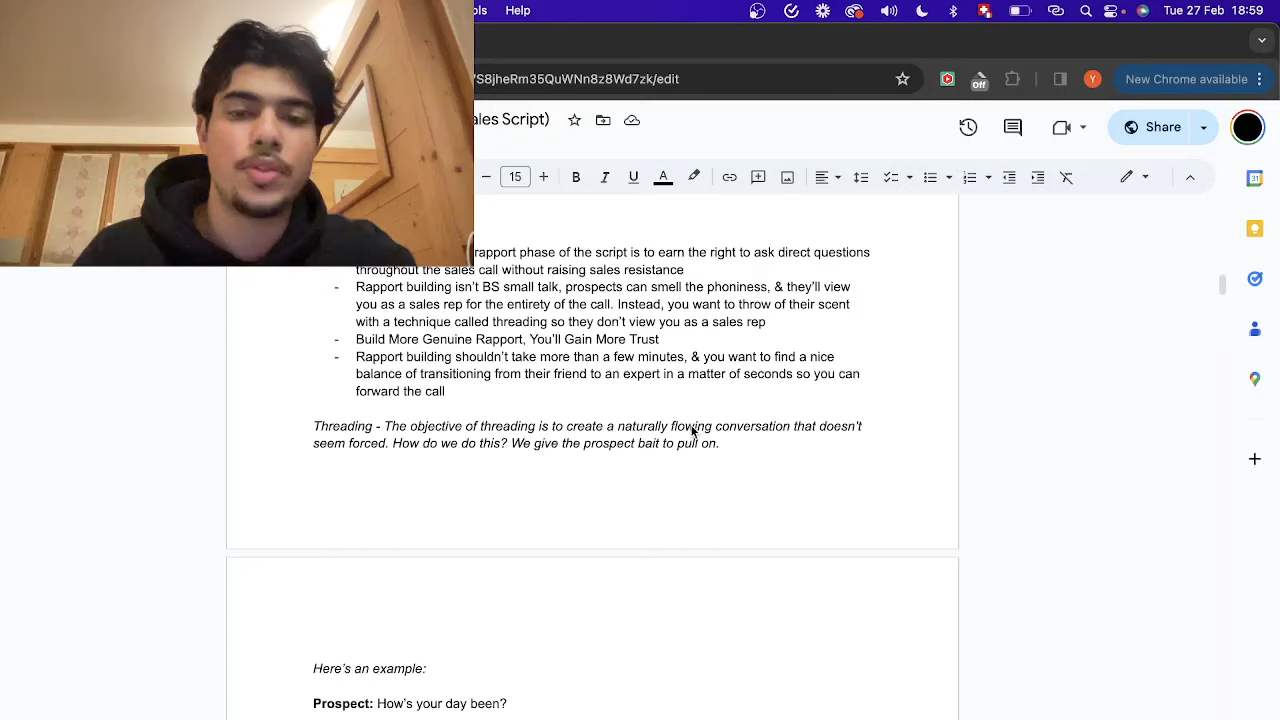 ols Help Tue 27 Feb 18:59
VS8jheRm35QuWNn8z8Wd7zk/edit Off Y New Chrome available
ales Script) Share
15
31
rapport phase of the script is to earn the right to ask direct questions
throughout the sales call without raising sales resistance
- Rapport building isn't BS small talk, prospects can smell the phoniness, & they'll view
you as a sales rep for the entirety of the call. Instead, you want to throw of their scent
with a technique called threading so they don't view you as a sales rep
- Build More Genuine Rapport, You'll Gain More Trust
- Rapport building shouldn't take more than a few minutes, & you want to find a nice
balance of transitioning from their friend to an expert in a matter of seconds so you can
forward the call
Threading - The objective of threading is to create a naturally flowing conversation that doesn't
seem forced. How do we do this? We give the prospect bait to pull on.
Here's an example:
Prospect: How's your day been?